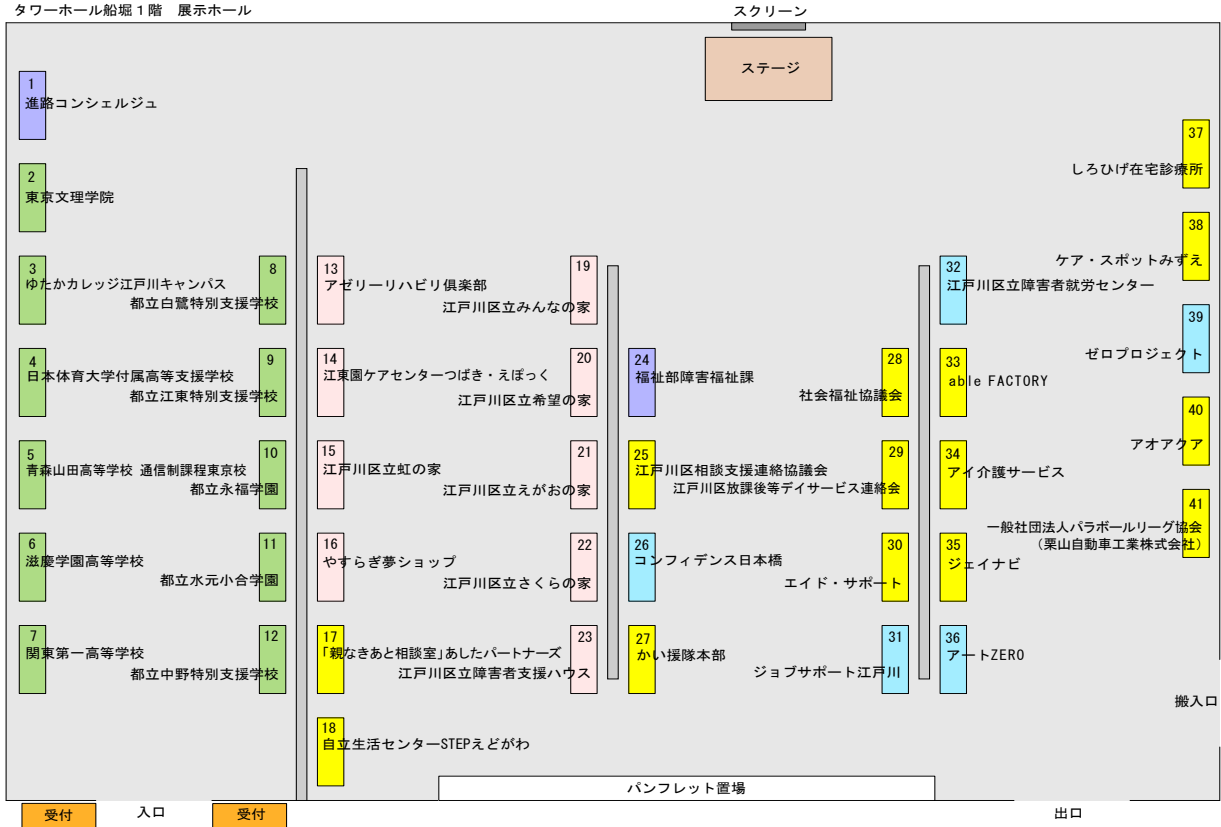 タワーホール船堀1階　展示ホール
スクリーン
ステージ
1
進路コンシェルジュ
2
東京文理学院
3
ゆたかカレッジ江戸川キャンパス
4
日本体育大学付属高等支援学校
5
青森山田高等学校 通信制課程東京校
6
滋慶学園高等学校
7
関東第一高等学校
8
都立白鷺特別支援学校
9
都立江東特別支援学校
10
都立永福学園
11
都立水元小合学園
12
都立中野特別支援学校
13
アゼリーリハビリ倶楽部
14
江東園ケアセンターつばき・えぽっく
15
江戸川区立虹の家
16
やすらぎ夢ショップ
17
「親なきあと相談室」あしたパートナーズ
18
自立生活センターSTEPえどがわ
19
江戸川区立みんなの家
20
江戸川区立希望の家
21
江戸川区立えがおの家
22
江戸川区立さくらの家
23
江戸川区立障害者支援ハウス
24
福祉部障害福祉課
25
江戸川区相談支援連絡協議会
26
コンフィデンス日本橋
27
かい援隊本部
28
社会福祉協議会
29
江戸川区放課後等デイサービス連絡会
30
エイド・サポート
31
ジョブサポート江戸川
32
江戸川区立障害者就労センター
33
able FACTORY
34
アイ介護サービス
35
ジェイナビ
36
アートZERO
37
しろひげ在宅診療所
38
ケア・スポットみずえ
39
ゼロプロジェクト
40
アオアクア
41
一般社団法人パラボールリーグ協会
（栗山自動車工業株式会社）
搬入口
パンフレット置場
受付
入口
受付
出口